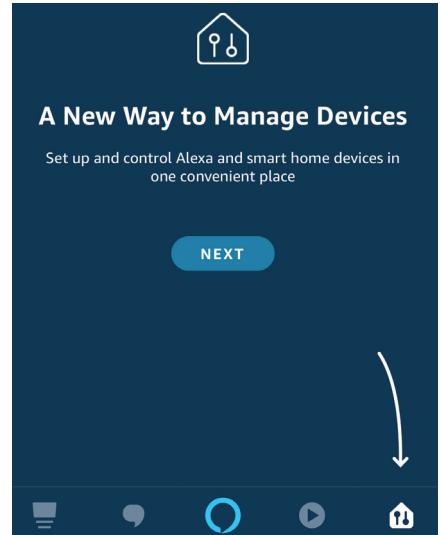 A New Way to Manage Devices
Set up and control Alexa and smart home devices in
one convenient place
NEXT